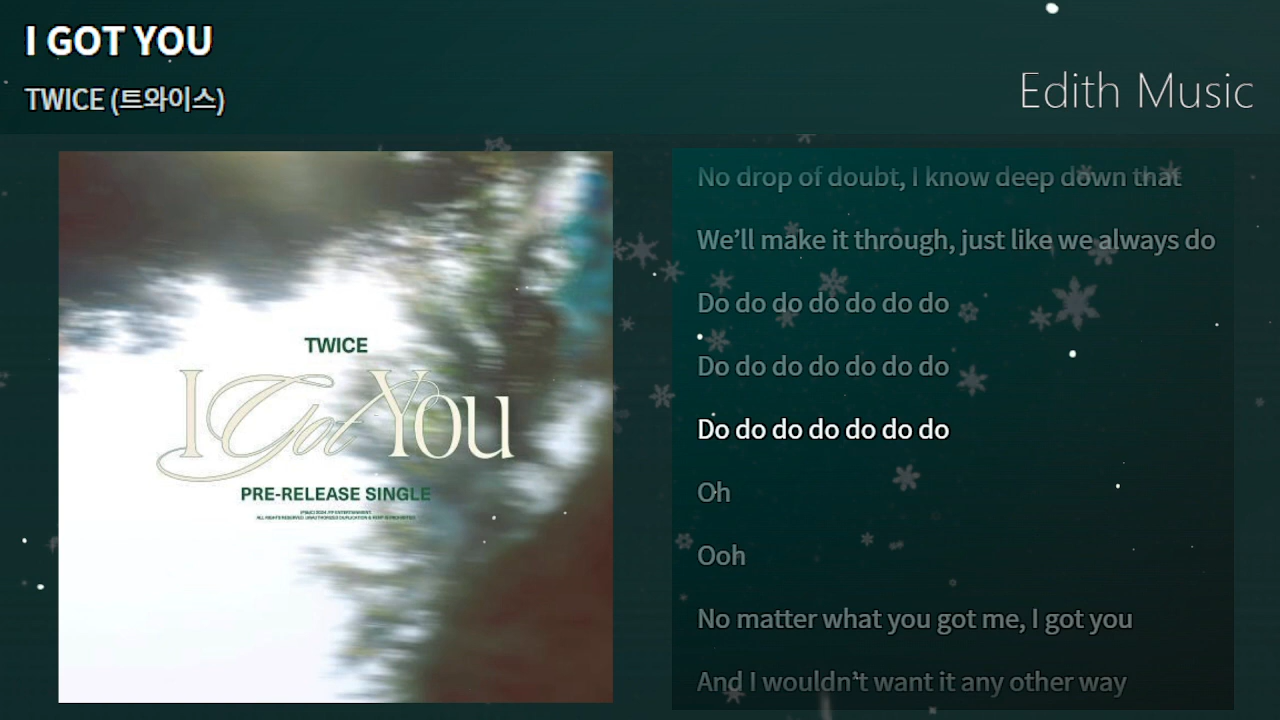 I GOT YOU
TWICE (트와이스)
Edith Music
TWICE
I Got You
PRE-RELEASE SINGLE
No drop of doubt, I know deep down that
We’ll make it through, just like we always do
Do do do do do do do
Do do do do do do do
Do do do do do do do
Oh
Ooh
No matter what you got me, I got you
And I wouldn’t want it any other way